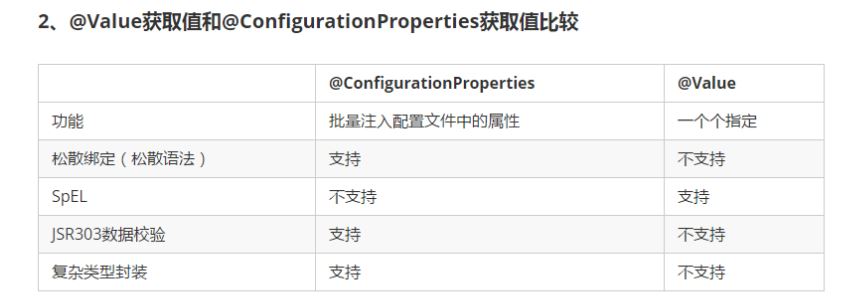 2、@Value获取值和@ConfigurationProperties获取值比较
@ConfigurationProperties @Value
功能 批量注入配置文件中的属性 一个个指定
松散绑定（松散语法） 支持 不支持
SpEL 不支持 支持
JSR303数据校验 支持 不支持
复杂类型封装 支持 不支持